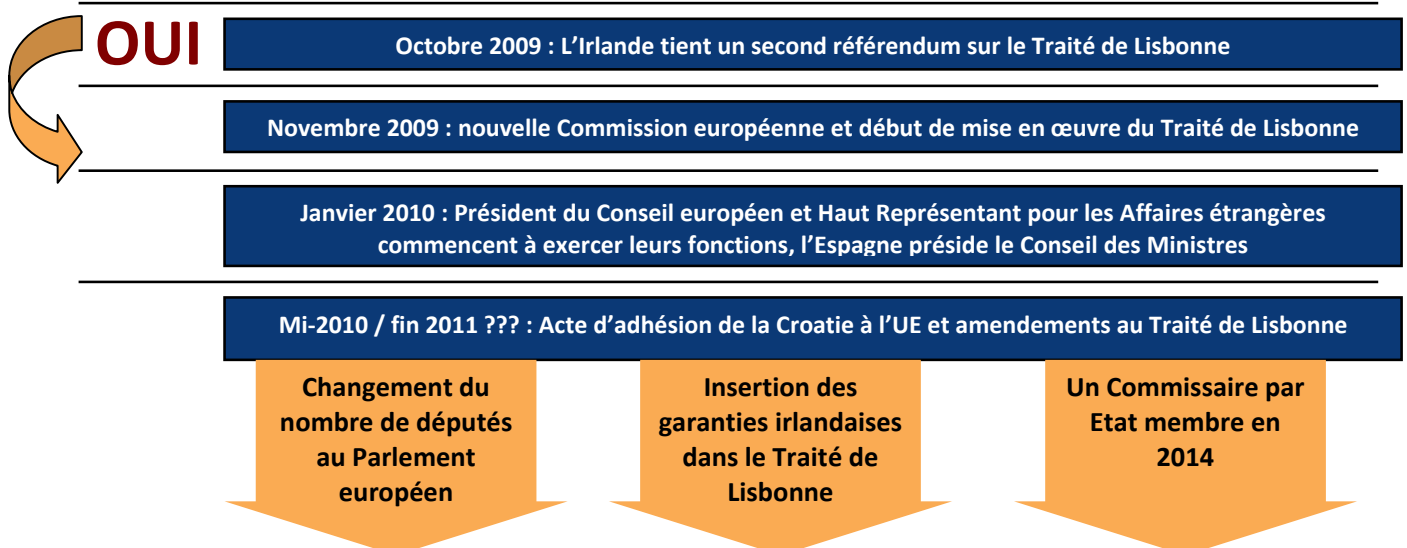 OUI
Octobre 2009 : L’Irlande tient un second référendum sur le Traité de Lisbonne
Novembre 2009 : nouvelle Commission européenne et début de mise en œuvre du Traité de Lisbonne
Janvier 2010 : Président du Conseil européen et Haut Représentant pour les Affaires étrangères
commencent à exercer leurs fonctions, l’Espagne préside le Conseil des Ministres
Mi-2010 / fin 2011 ??? : Acte d’adhésion de la Croatie à l’UE et amendements au Traité de Lisbonne
Changement du
nombre de députés
au Parlement
européen
Insertion des
garanties irlandaises
dans le Traité de
Lisbonne
Un Commissaire par
Etat membre en
2014